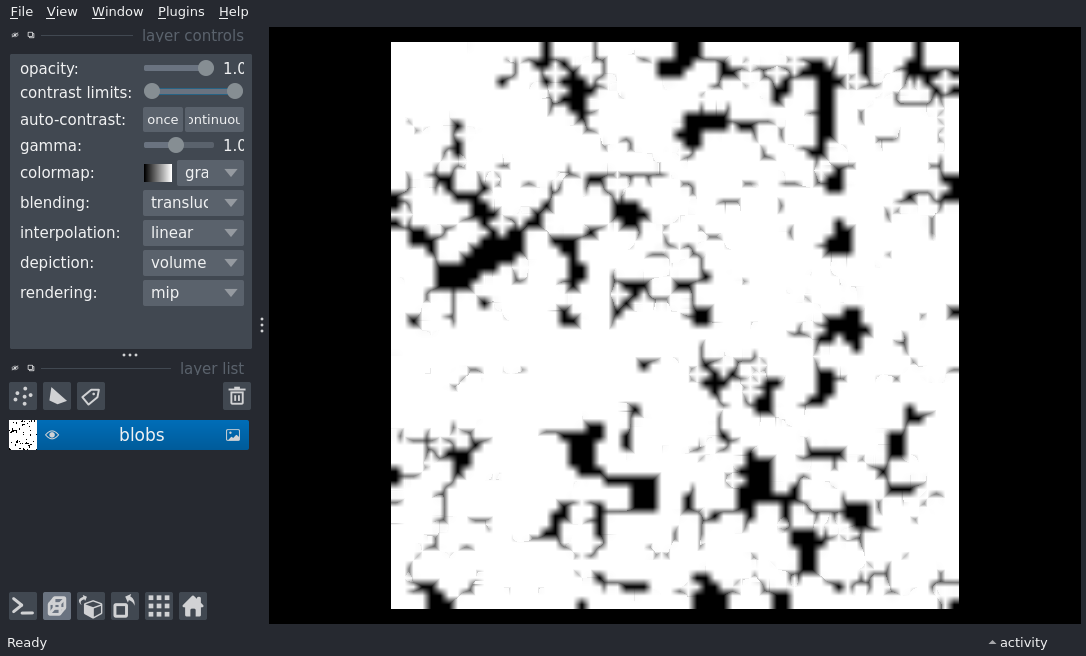 File View Window Plugins Help
layer controls
opacity: 1.0
contrast limits:
auto-contrast: once ontinuou
gamma: 1.0
colormap: gra
blending: transluc
interpolation: linear
depiction: volume
rendering: mip
layer list
blobs
Ready
activity